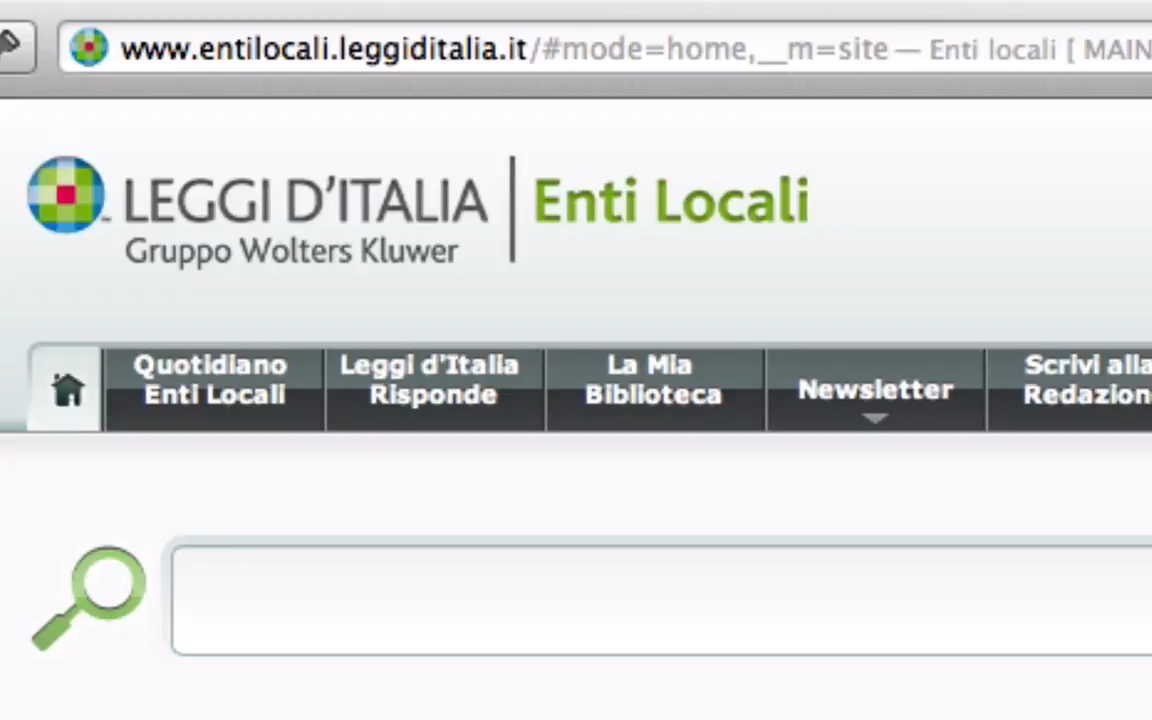 www.entilocali.leggiditalia.it/#mode=home,__m=site — Enti locali [ MAIN
LEGGI D'ITALIA
Gruppo Wolters Kluwer
Enti Locali
Quotidiano
Enti Locali
Leggi d'Italia
Risponde
La Mia
Biblioteca
Newsletter
Scrivi alla
Redazion